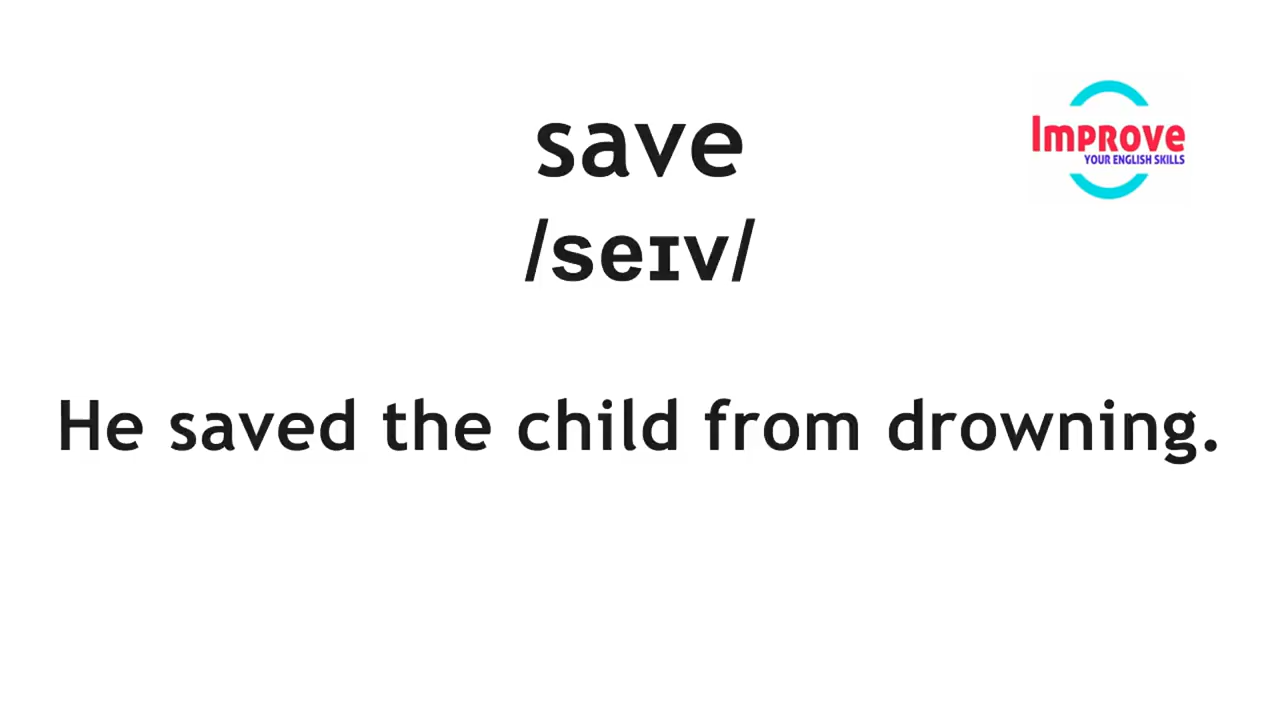 save
/seɪv/
Improve
YOUR ENGLISH SKILLS
He saved the child from drowning.